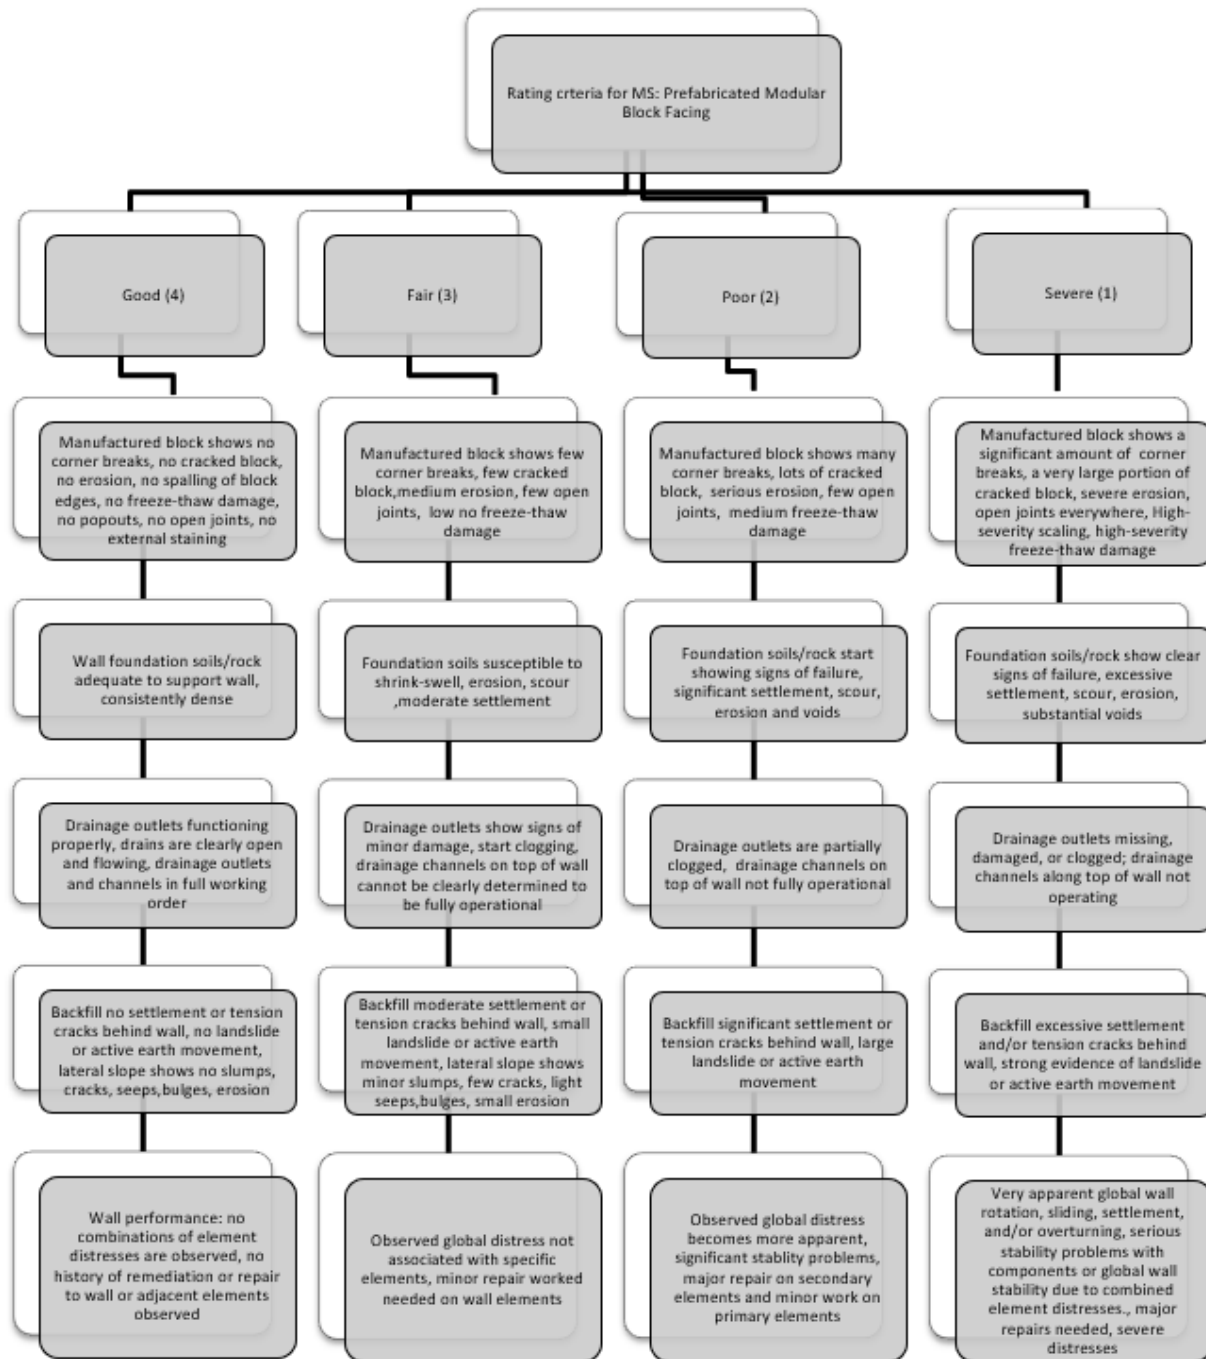 Rating crteria for MS: Prefabricated Modular
Block Facing
Good (4)
Fair (3)
Poor (2)
Severe (1)
Manufactured block shows no
corner breaks, no cracked block,
no erosion, no spalling of block
edges, no freeze-thaw damage,
no popouts, no open joints, no
external staining
Manufactured block shows few
corner breaks, few cracked
block,medium erosion, few open
joints, low no freeze-thaw
damage
Manufactured block shows many
corner breaks, lots of cracked
block, serious erosion, few open
joints, medium freeze-thaw
damage
Manufactured block shows a
significant amount of corner
breaks, a very large portion of
cracked block, severe erosion,
open joints everywhere, High-
severity scaling, high-severity
freeze-thaw damage
Wall foundation soils/rock
adequate to support wall,
consistently dense
Foundation soils susceptible to
shrink-swell, erosion, scour
,moderate settlement
Foundation soils/rock start
showing signs of failure,
significant settlement, scour,
erosion and voids
Foundation soils/rock show clear
signs of failure, excessive
settlement, scour, erosion,
substantial voids
Drainage outlets functioning
properly, drains are clearly open
and flowing, drainage outlets
and channels in full working
order
Drainage outlets show signs of
minor damage, start clogging,
drainage channels on top of wall
cannot be clearly determined to
be fully operational
Drainage outlets are partially
clogged, drainage channels on
top of wall not fully operational
Drainage outlets missing,
damaged, or clogged; drainage
channels along top of wall not
operating
Backfill no settlement or tension
cracks behind wall, no landslide
or active earth movement,
lateral slope shows no slumps,
cracks, seeps,bulges, erosion
Backfill moderate settlement or
tension cracks behind wall, small
landslide or active earth
movement, lateral slope shows
minor slumps, few cracks, light
seeps,bulges, small erosion
Backfill significant settlement or
tension cracks behind wall, large
landslide or active earth
movement
Backfill excessive settlement
and/or tension cracks behind
wall, strong evidence of landslide
or active earth movement
Wall performance: no
combinations of element
distresses are observed, no
history of remediation or repair
to wall or adjacent elements
observed
Observed global distress not
associated with specific
elements, minor repair worked
needed on wall elements
Observed global distress
becomes more apparent,
significant stablity problems,
major repair on secondary
elements and minor work on
primary elements
Very apparent global wall
rotation, sliding, settlement,
and/or overturning, serious
stability problems with
components or global wall
stability due to combined
element distresses., major
repairs needed, severe
distresses